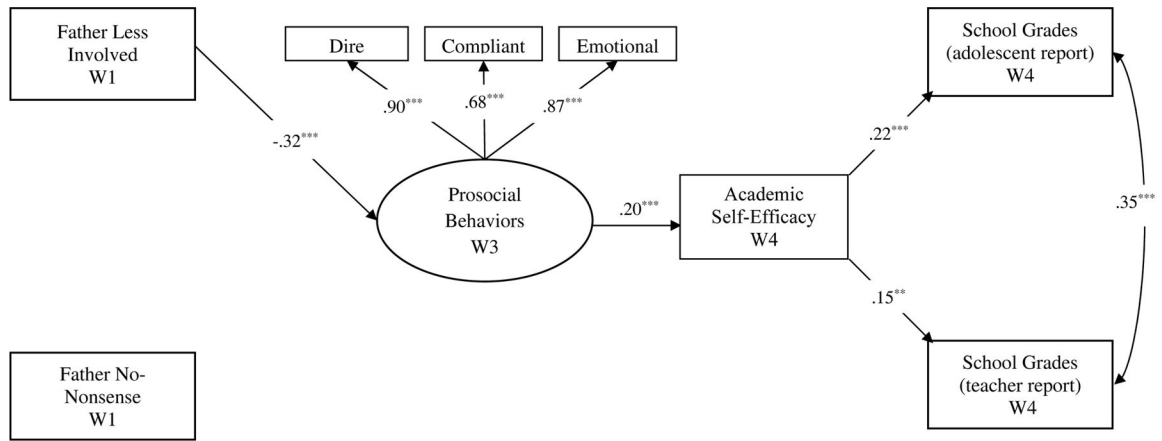 Father Less
Involved
W1
Dire
Compliant
Emotional
School Grades
(adolescent report)
W4
.90***
.68***
.87***
-.32***
.22***
Prosocial
Behaviors
W3
.20***
Academic
Self-Efficacy
W4
.35***
.15**
Father No-
Nonsense
W1
School Grades
(teacher report)
W4